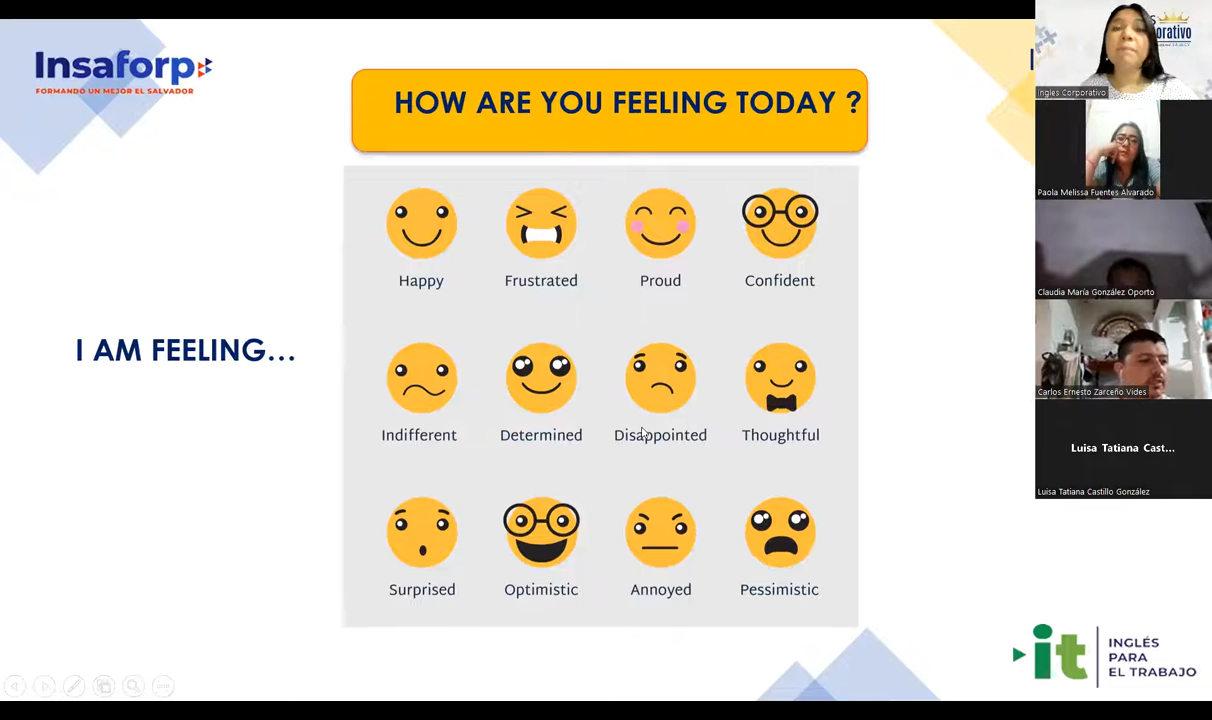 Insaforp
FORMANDO UN MEJOR EL SALVADOR
HOW ARE YOU FEELING TODAY ?
Happy
Frustrated
Proud
Confident
I AM FEELING...
Indifferent
Determined
Disappointed
Thoughtful
Surprised
Optimistic
Annoyed
Pessimistic
it
INGLÉS
PARA
EL TRABAJO
orativo
Ingles Corporativo
Paola Melissa Fuentes Alvarado
Claudia María González Oporto
Carlos Ernesto Zarceño Vides
Luisa Tatiana Cast...
Luisa Tatiana Castillo González